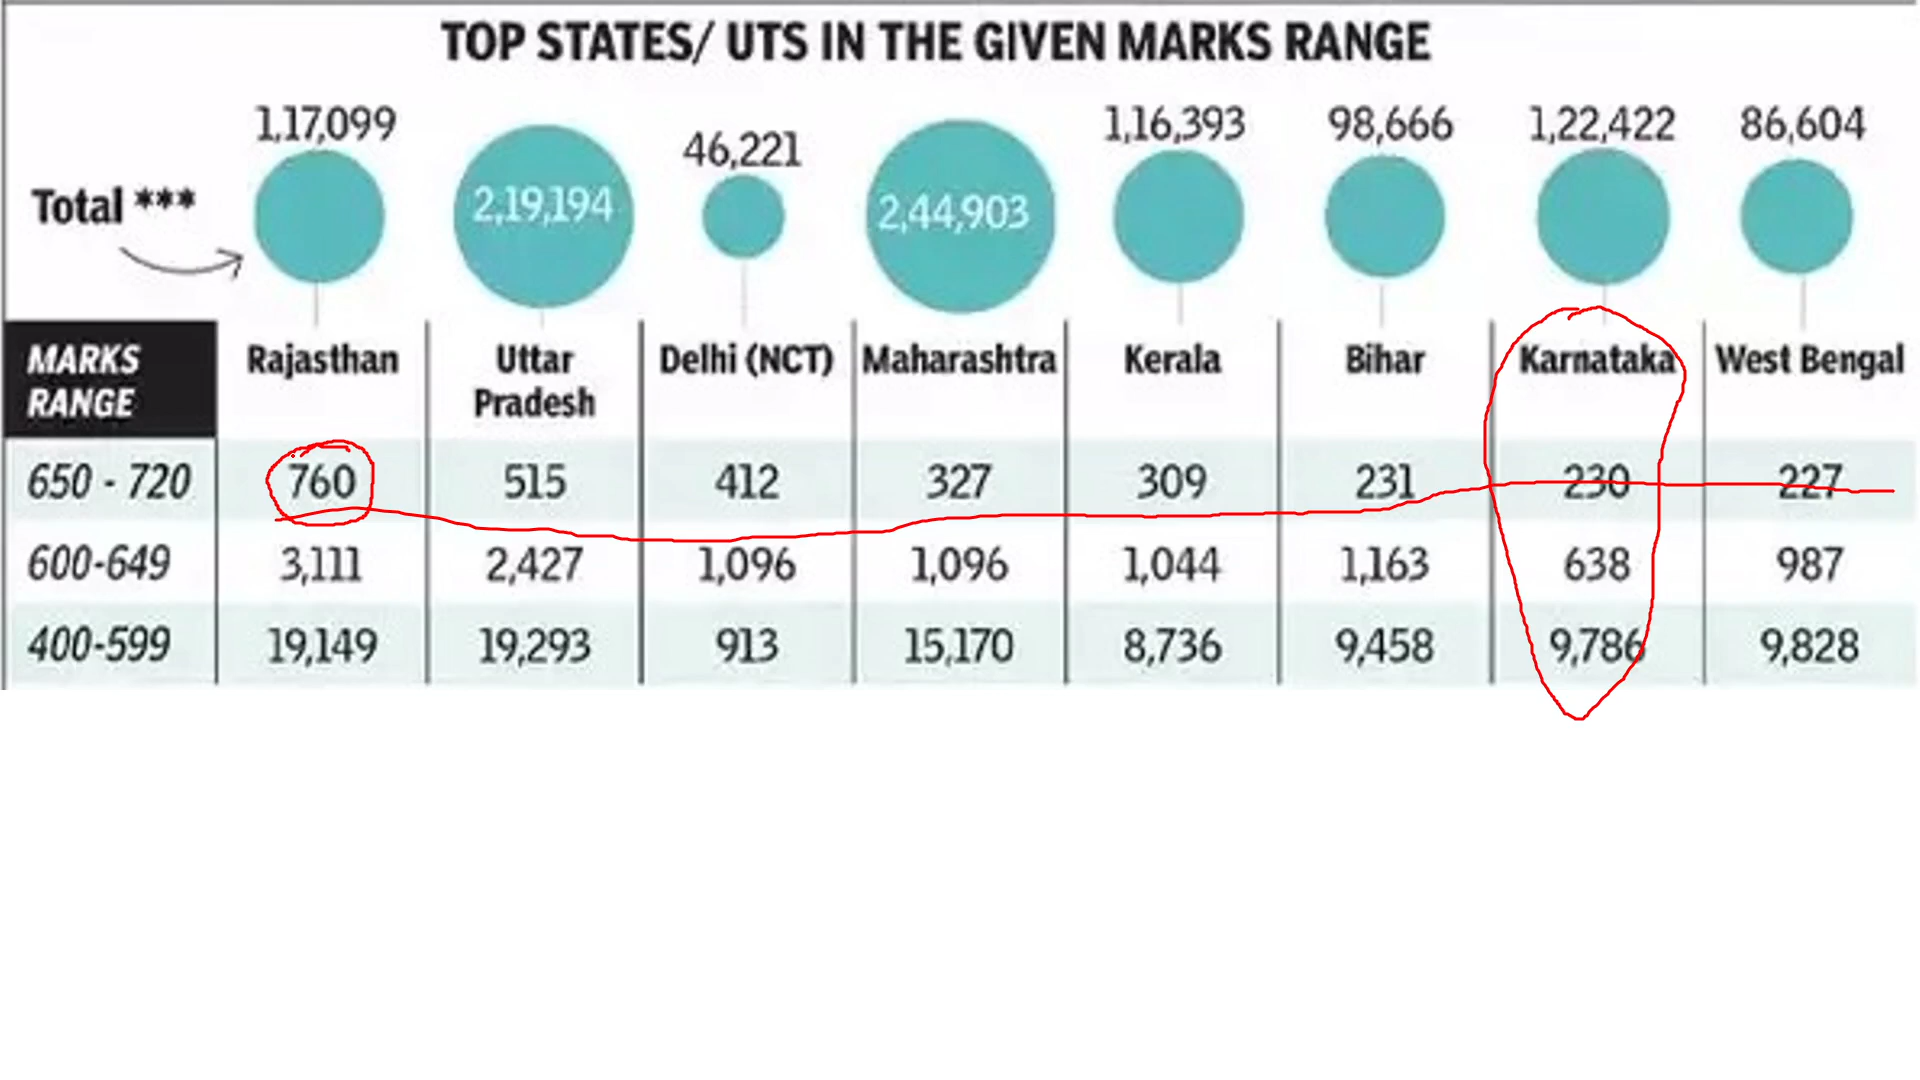 TOP STATES/ UTS IN THE GIVEN MARKS RANGE
1,17,099 2,19,194 46,221 2,44,903 1,16,393 98,666 1,22,422 86,604
Total ***
MARKS RANGE Rajasthan Uttar Pradesh Delhi (NCT) Maharashtra Kerala Bihar Karnataka West Bengal
650 - 720 760 515 412 327 309 231 230 227
600-649 3,111 2,427 1,096 1,096 1,044 1,163 638 987
400-599 19,149 19,293 913 15,170 8,736 9,458 9,786 9,828